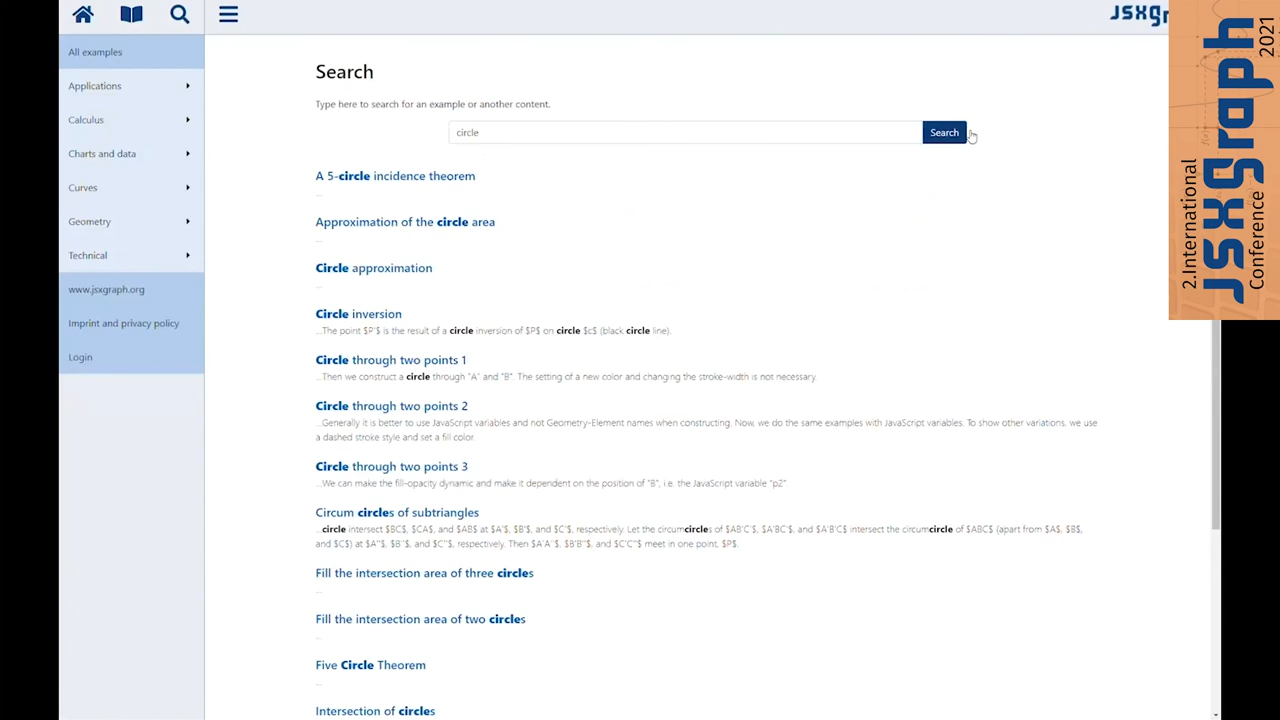 JSXGraph
All examples
Applications
Calculus
Charts and data
Curves
Geometry
Technical
www.jsxgraph.org
Imprint and privacy policy
Login
Search
Type here to search for an example or another content.
circle
Search
A 5-circle incidence theorem
...
Approximation of the circle area
...
Circle approximation
...
Circle inversion
...The point $P'$ is the result of a circle inversion of $P$ on circle $c$ (black circle line).
Circle through two points 1
...Then we construct a circle through "A" and "B". The setting of a new color and changing the stroke-width is not necessary.
Circle through two points 2
...Generally it is better to use JavaScript variables and not Geometry-Element names when constructing. Now, we do the same examples with JavaScript variables. To show other variations, we use
a dashed stroke style and set a fill color.
Circle through two points 3
...We can make the fill-opacity dynamic and make it dependent on the position of "B", i.e. the JavaScript variable "p2"
Circum circles of subtriangles
...circle intersect $BC$, $CA$, and $AB$ at $A'$, $B'$, and $C'$, respectively. Let the circumcircles of $AB'C'$, $A'BC'$, and $A'B'C$ intersect the circumcircle of $ABC$ (apart from $A$, $B$,
and $C$) at $A''$, $B''$, and $C''$, respectively. Then $A'A''$, $B'B''$, and $C'C''$ meet in one point, $P$.
Fill the intersection area of three circles
...
Fill the intersection area of two circles
...
Five Circle Theorem
...
Intersection of circles
2.International
JSXGraph
Conference 2021